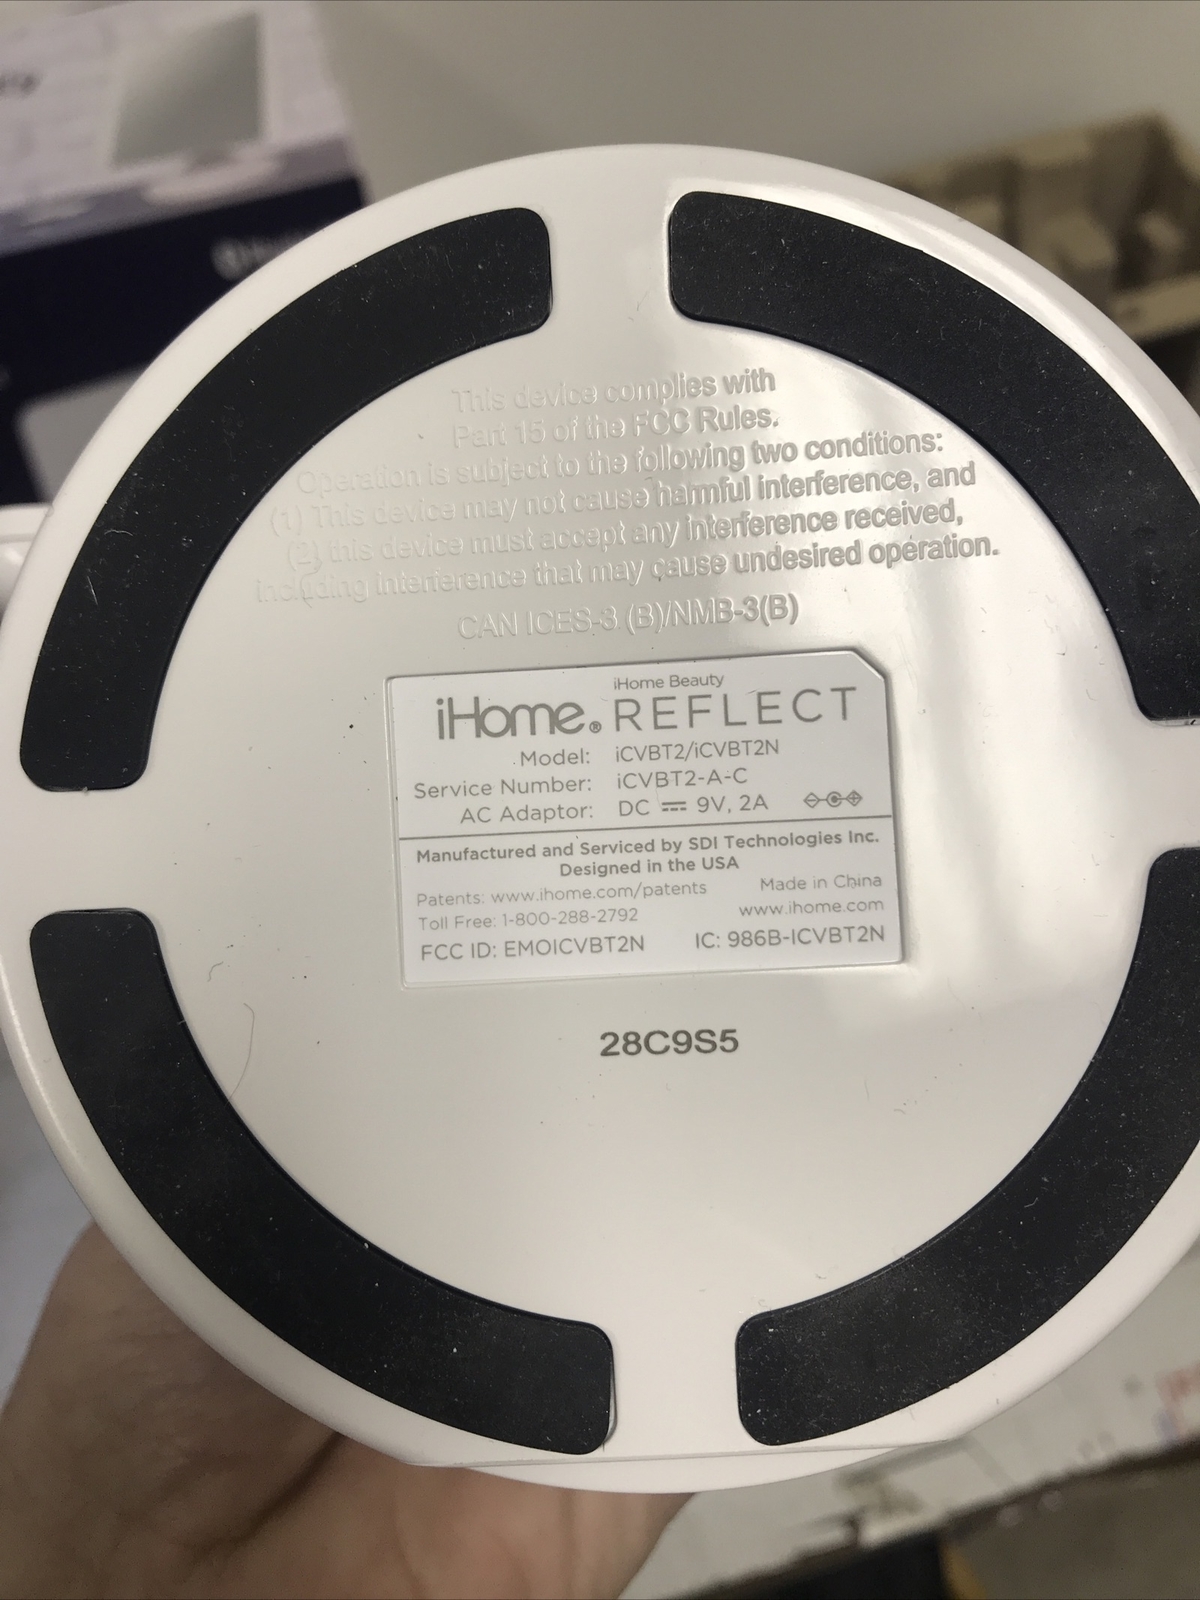 This device complies with
Part 15 of the FCC Rules.
Operation is subject to the following two conditions:
(1) This device may not cause harmful interference, and
(2) this device must accept any interference received,
including interference that may cause undesired operation.
CAN ICES-3 (B)/NMB-3(B)
iHome Beauty
iHome® REFLECT
Model: iCVBT2/iCVBT2N
Service Number: iCVBT2-A-C
AC Adaptor: DC ⎓ 9V, 2A
Manufactured and Serviced by SDI Technologies Inc.
Designed in the USA
Patents: www.ihome.com/patents Made in China
Toll Free: 1-800-288-2792 www.ihome.com
FCC ID: EMOICVBT2N IC: 986B-ICVBT2N
28C9S5